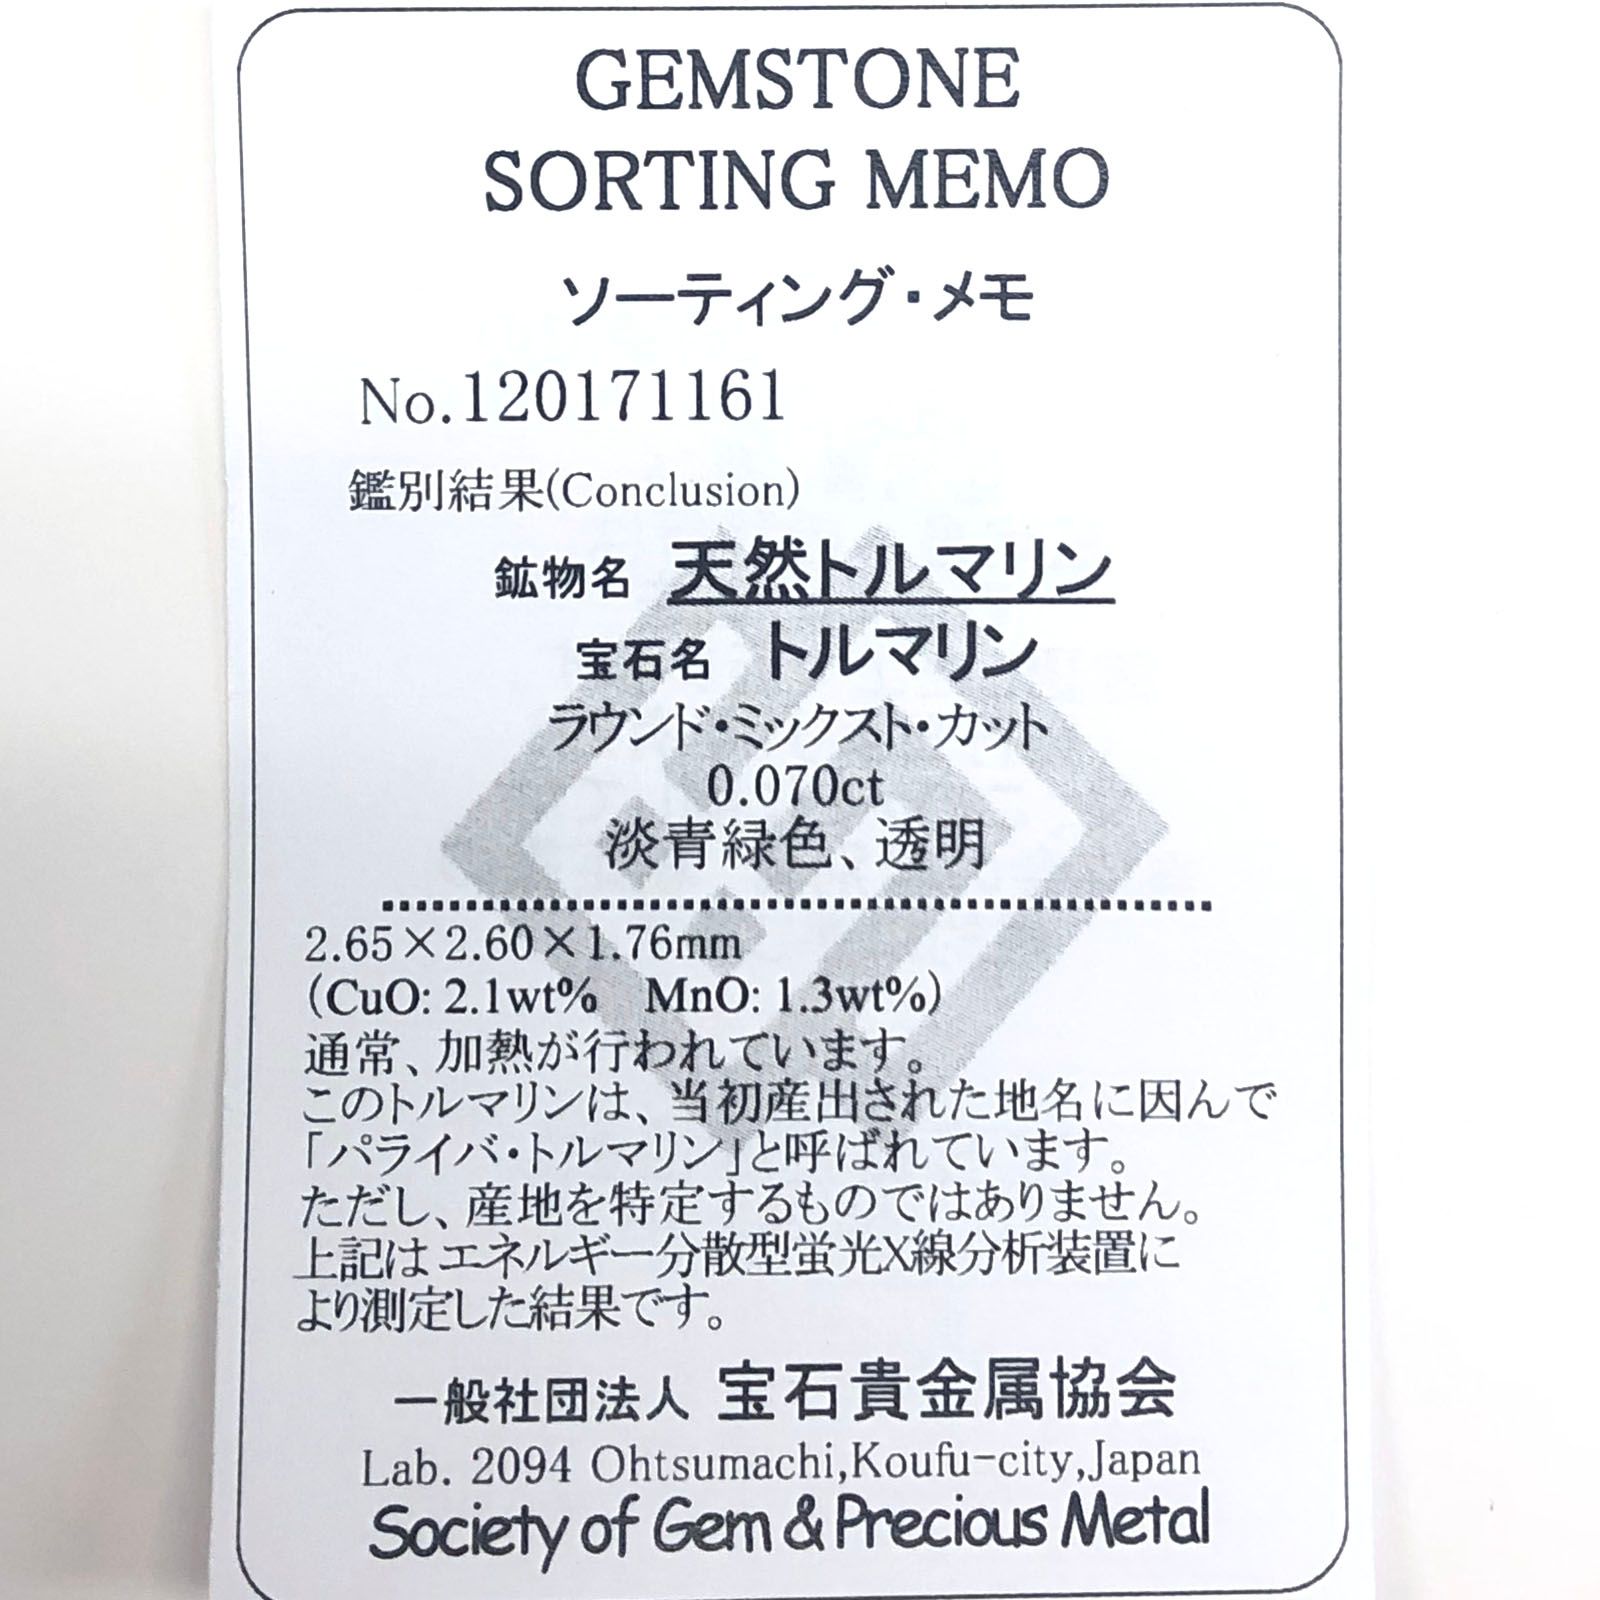 GEMSTONE
SORTING MEMO
ソーティング・メモ
No.120171161
鑑別結果(Conclusion)
鉱物名 天然トルマリン
宝石名 トルマリン
ラウンド・ミックスト・カット
0.070ct
淡青緑色、透明
2.65×2.60×1.76mm
(CuO: 2.1wt% MnO: 1.3wt%)
通常、加熱が行われています。
このトルマリンは、当初産出された地名に因んで
「パライバ・トルマリン」と呼ばれています。
ただし、産地を特定するものではありません。
上記はエネルギー分散型蛍光X線分析装置に
より測定した結果です。
一般社団法人 宝石貴金属協会
Lab. 2094 Ohtsumachi,Koufu-city,Japan
Society of Gem & Precious Metal